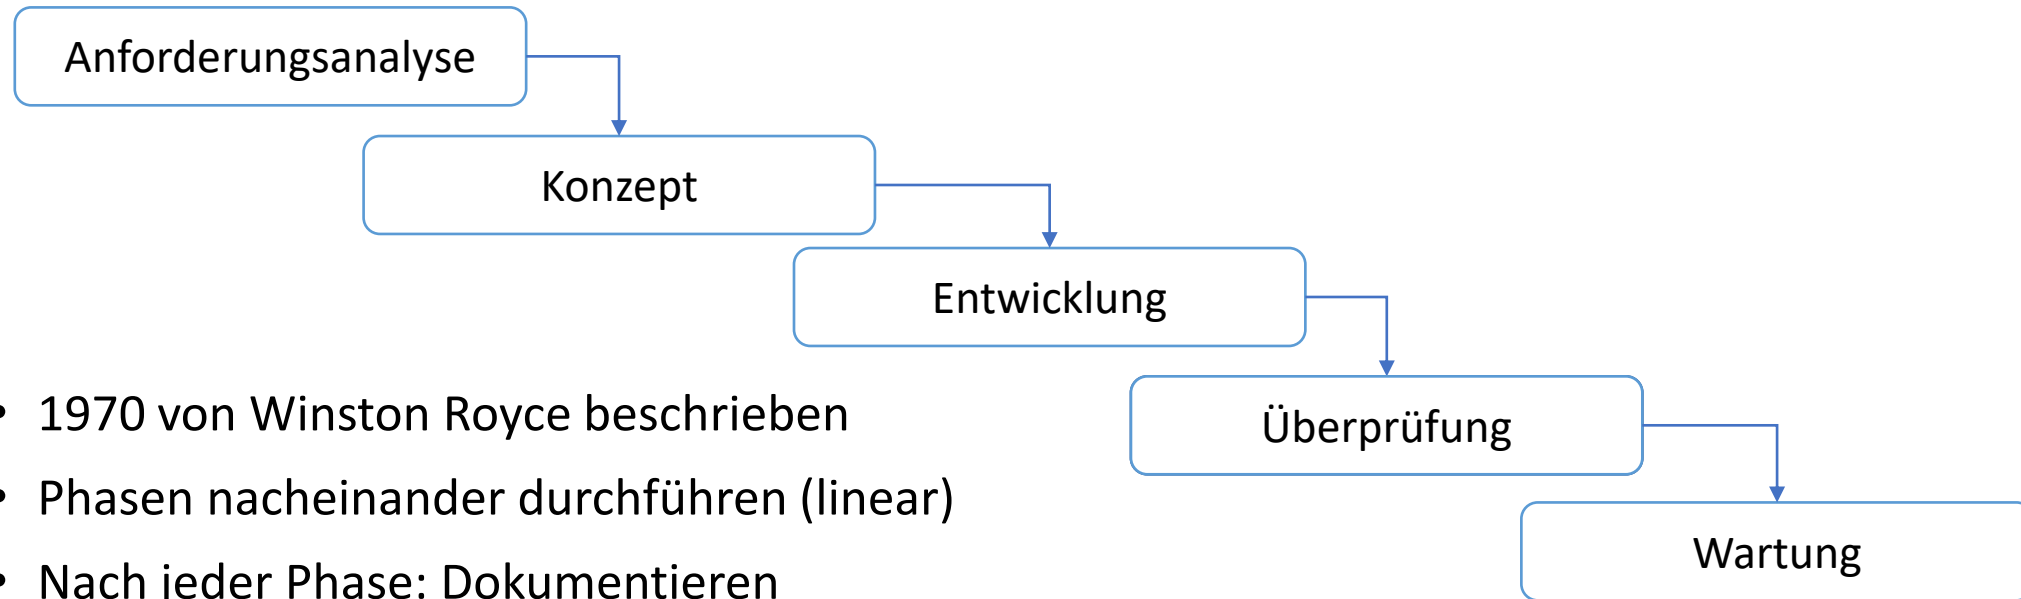 Anforderungsanalyse
Konzept
Entwicklung
Überprüfung
Wartung
• 1970 von Winston Royce beschrieben
• Phasen nacheinander durchführen (linear)
• Nach jeder Phase: Dokumentieren